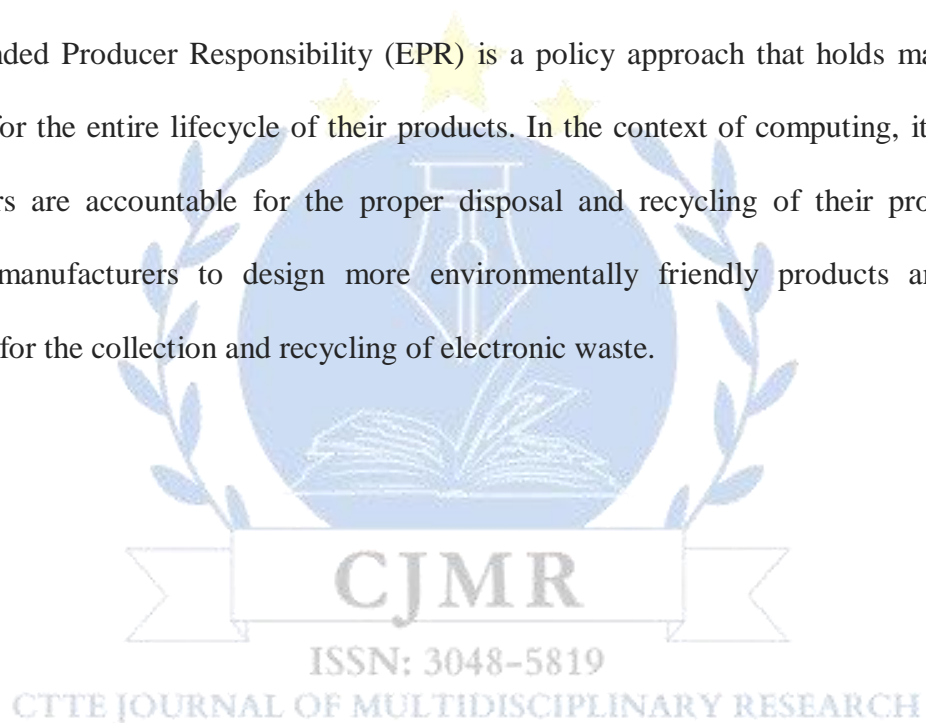 nded Producer Responsibility (EPR) is a policy approach that holds ma
for the entire lifecycle of their products. In the context of computing, it
rs are accountable for the proper disposal and recycling of their pro
manufacturers to design more environmentally friendly products a
for the collection and recycling of electronic waste.
CJMR
ISSN: 3048-5819
CTTE JOURNAL OF MULTIDISCIPLINARY RESEARCH